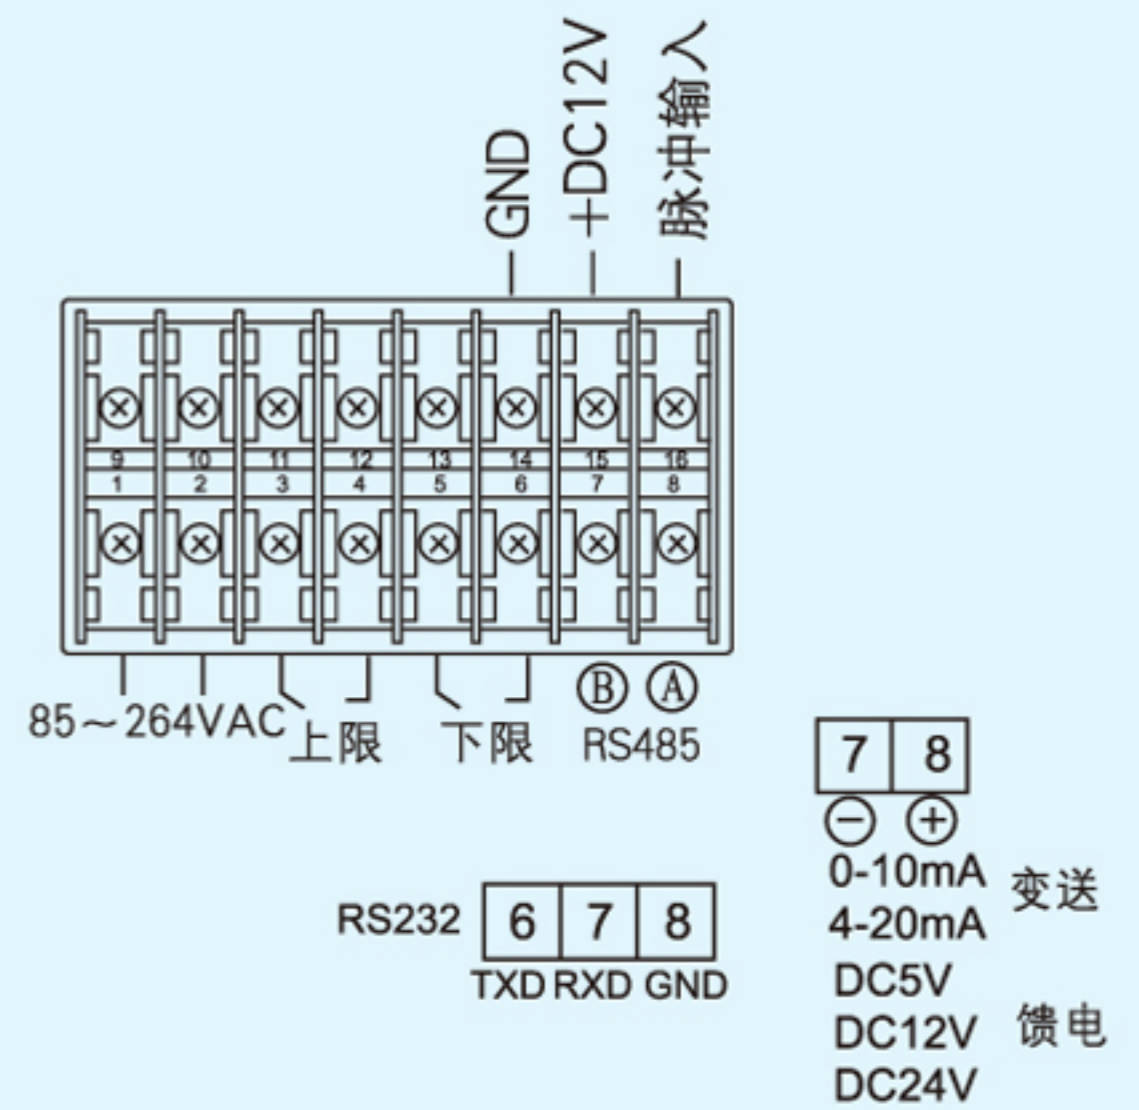 GND
+DC12V
脉冲输入
9 10 11 12 13 14 15 16
1 2 3 4 5 6 7 8
85~264VAC
上限
下限
B A
RS485
7 8
− +
0-10mA
4-20mA
变送
DC5V
DC12V
DC24V
馈电
RS232 6 7 8
TXD RXD GND